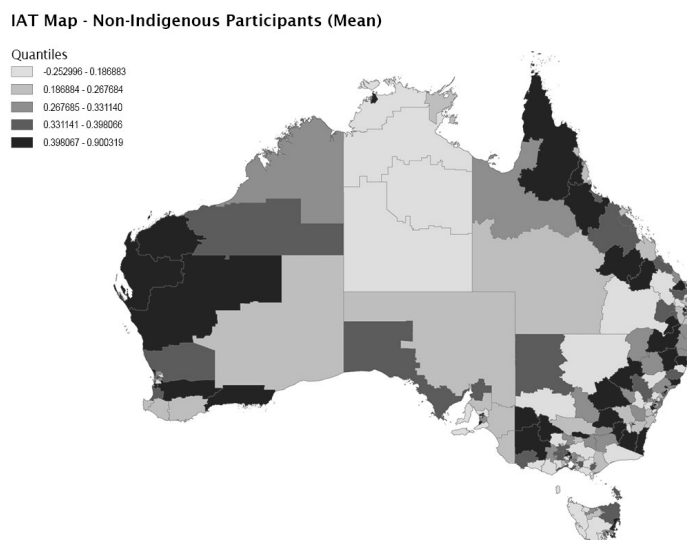 IAT Map - Non-Indigenous Participants (Mean)
Quantiles
-0.252996 - 0.186883
0.186884 - 0.267684
0.267685 - 0.331140
0.331141 - 0.398066
0.398067 - 0.900319